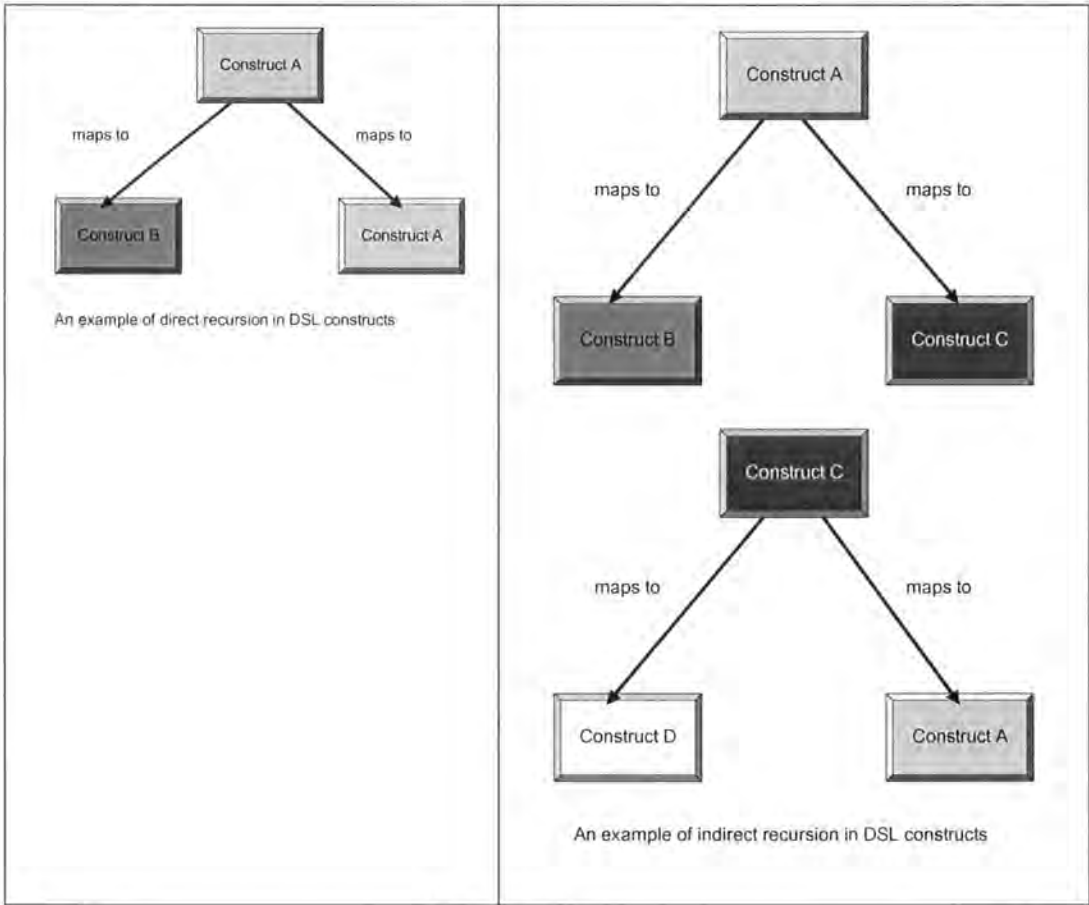 Construct A
maps to
maps to
Construct B
Construct A
An example of direct recursion in DSL constructs
Construct A
maps to
maps to
Construct B
Construct C
Construct C
maps to
maps to
Construct D
Construct A
An example of indirect recursion in DSL constructs